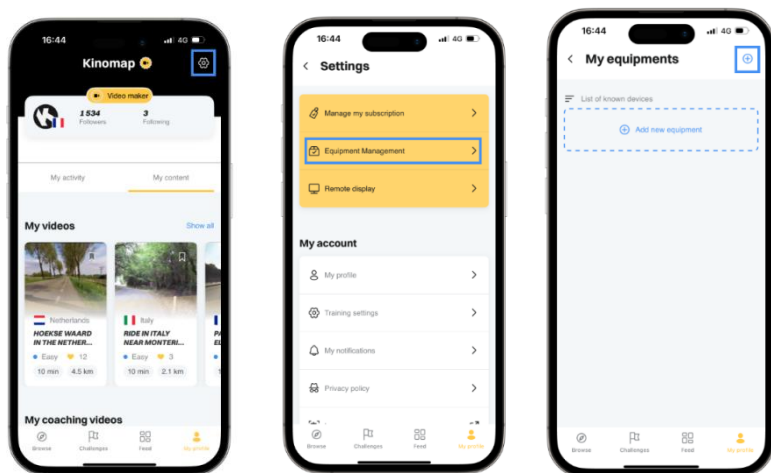 16:44
4G
Kinomap
Video maker
1 534
Followers
3
Following
My activity
My content
My videos
Show all
Netherlands
HOEKSE WAARD
IN THE NETHER...
Easy 12
10 min 4.5 km
Italy
RIDE IN ITALY
NEAR MONTERI...
Easy 3
10 min 2.1 km
My coaching videos
Browse
Challenges
Feed
My profile
16:44
4G
Settings
Manage my subscription
Equipment Management
Remote display
My account
My profile
Training settings
My notifications
Privacy policy
Browse
Challenges
Feed
My profile
16:44
4G
My equipments
List of known devices
Add new equipment
Browse
Challenges
Feed
My profile